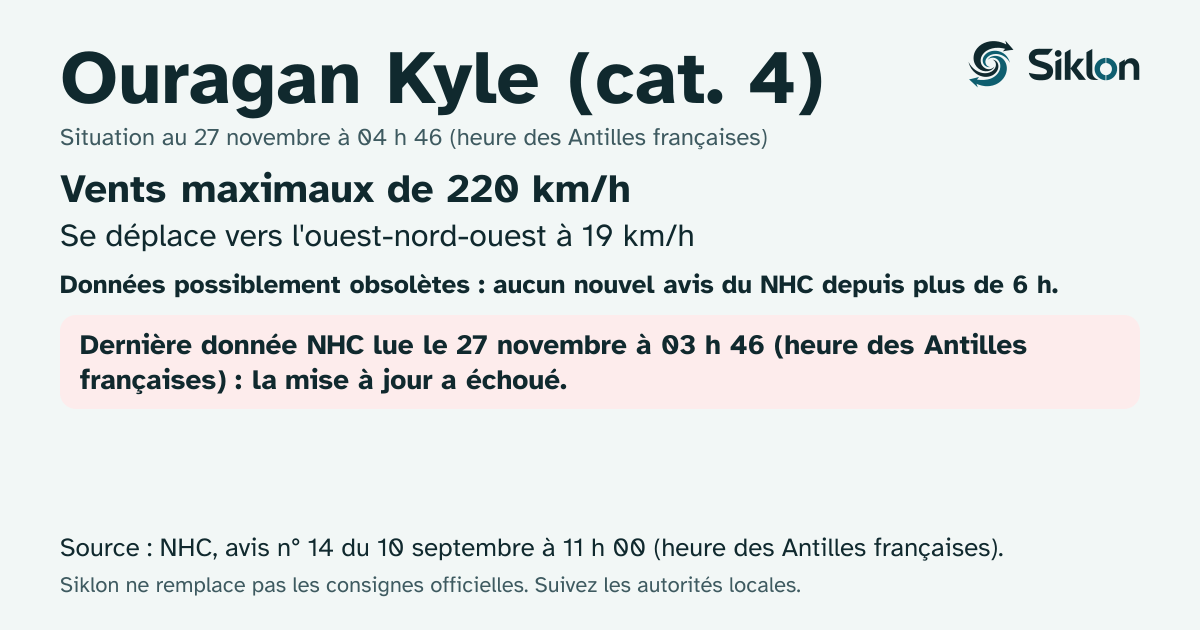 Ouragan Kyle (cat. 4)
Siklon
Situation au 27 novembre à 04 h 46 (heure des Antilles françaises)
Vents maximaux de 220 km/h
Se déplace vers l'ouest-nord-ouest à 19 km/h
Données possiblement obsolètes : aucun nouvel avis du NHC depuis plus de 6 h.
Dernière donnée NHC lue le 27 novembre à 03 h 46 (heure des Antilles
françaises) : la mise à jour a échoué.
Source : NHC, avis n° 14 du 10 septembre à 11 h 00 (heure des Antilles françaises).
Siklon ne remplace pas les consignes officielles. Suivez les autorités locales.